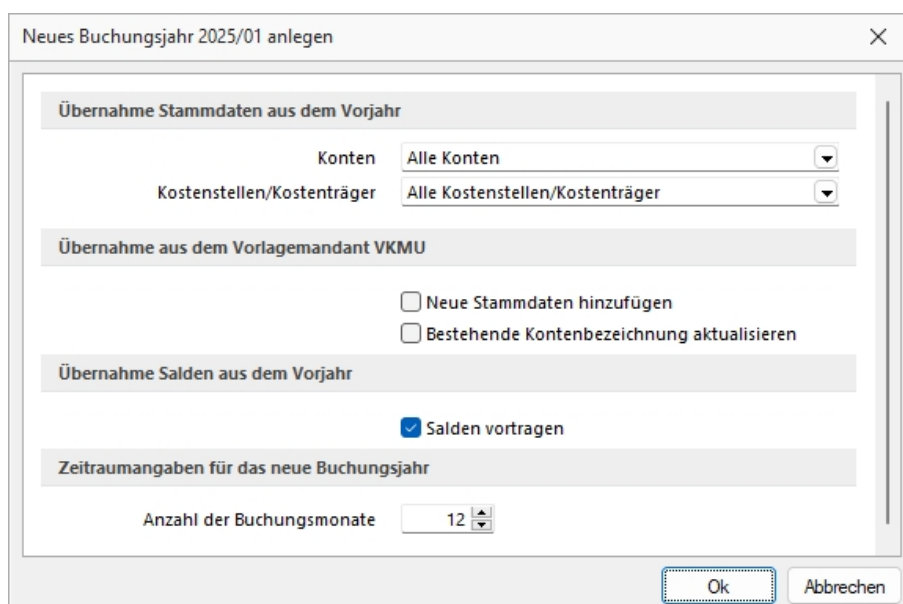 Neues Buchungsjahr 2025/01 anlegen
Übernahme Stammdaten aus dem Vorjahr
Konten Alle Konten
Kostenstellen/Kostenträger Alle Kostenstellen/Kostenträger
Übernahme aus dem Vorlagemandant VKMU
Neue Stammdaten hinzufügen
Bestehende Kontenbezeichnung aktualisieren
Übernahme Salden aus dem Vorjahr
Salden vortragen
Zeitraumangaben für das neue Buchungsjahr
Anzahl der Buchungsmonate 12
Ok Abbrechen